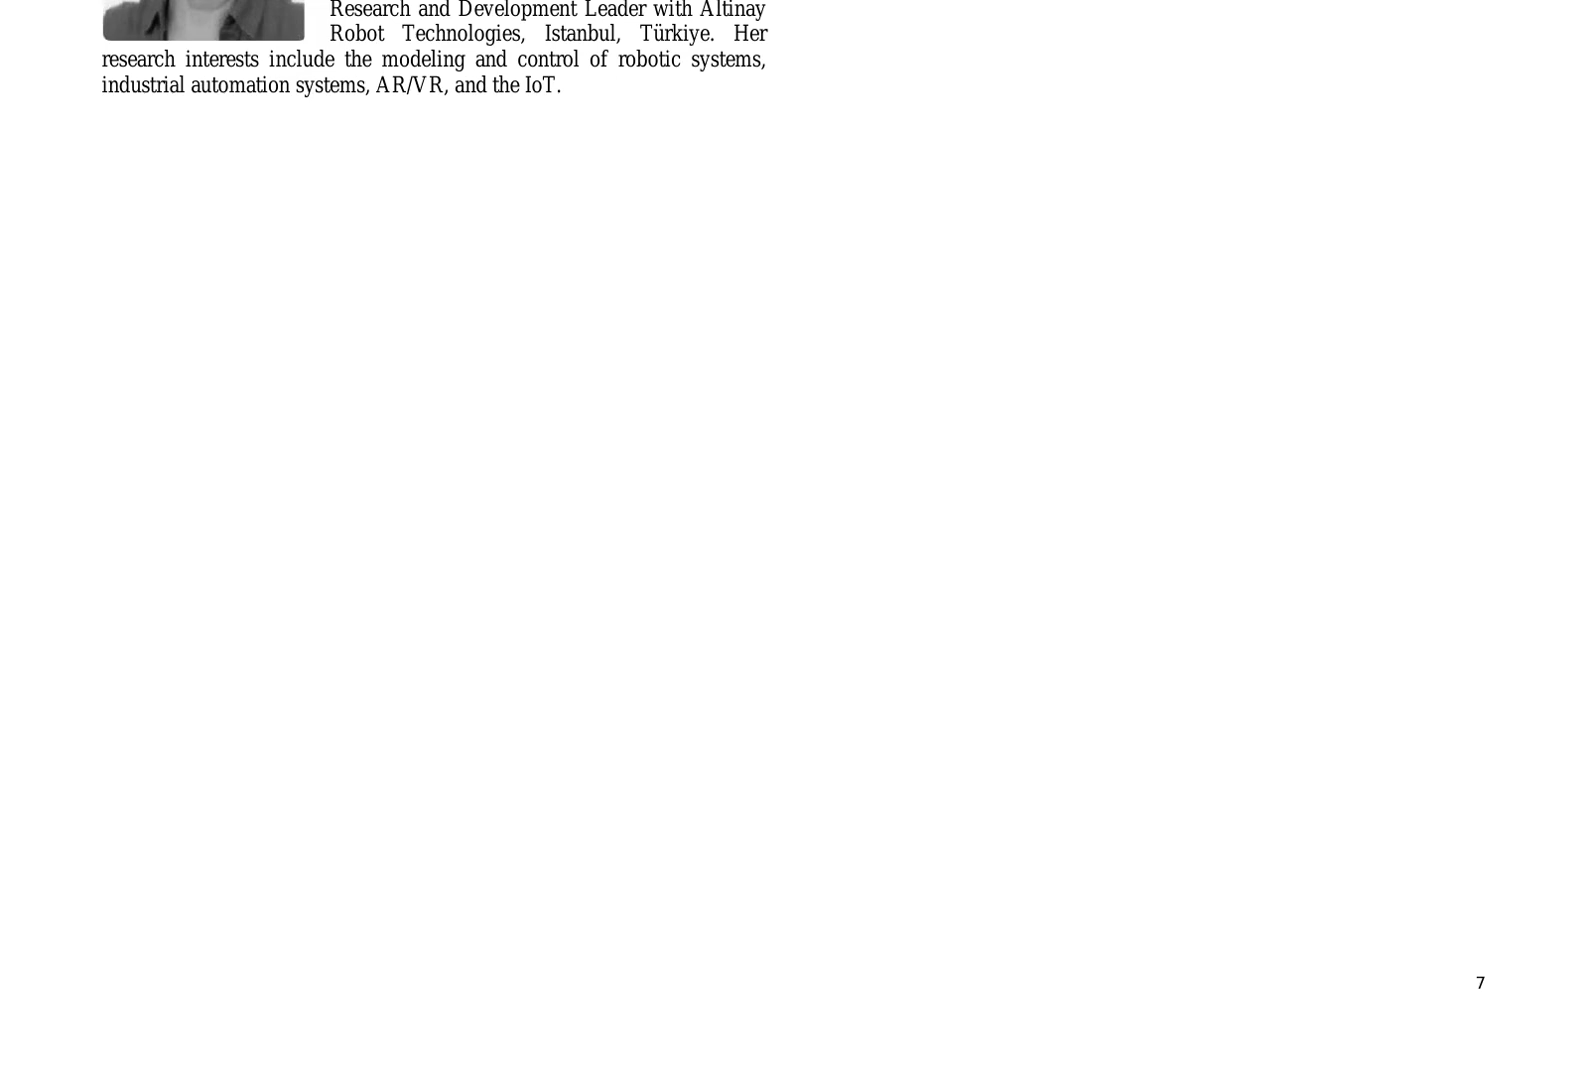 Research and Development Leader with Altinay
Robot Technologies, Istanbul, Türkiye. Her
research interests include the modeling and control of robotic systems,
industrial automation systems, AR/VR, and the IoT.
7